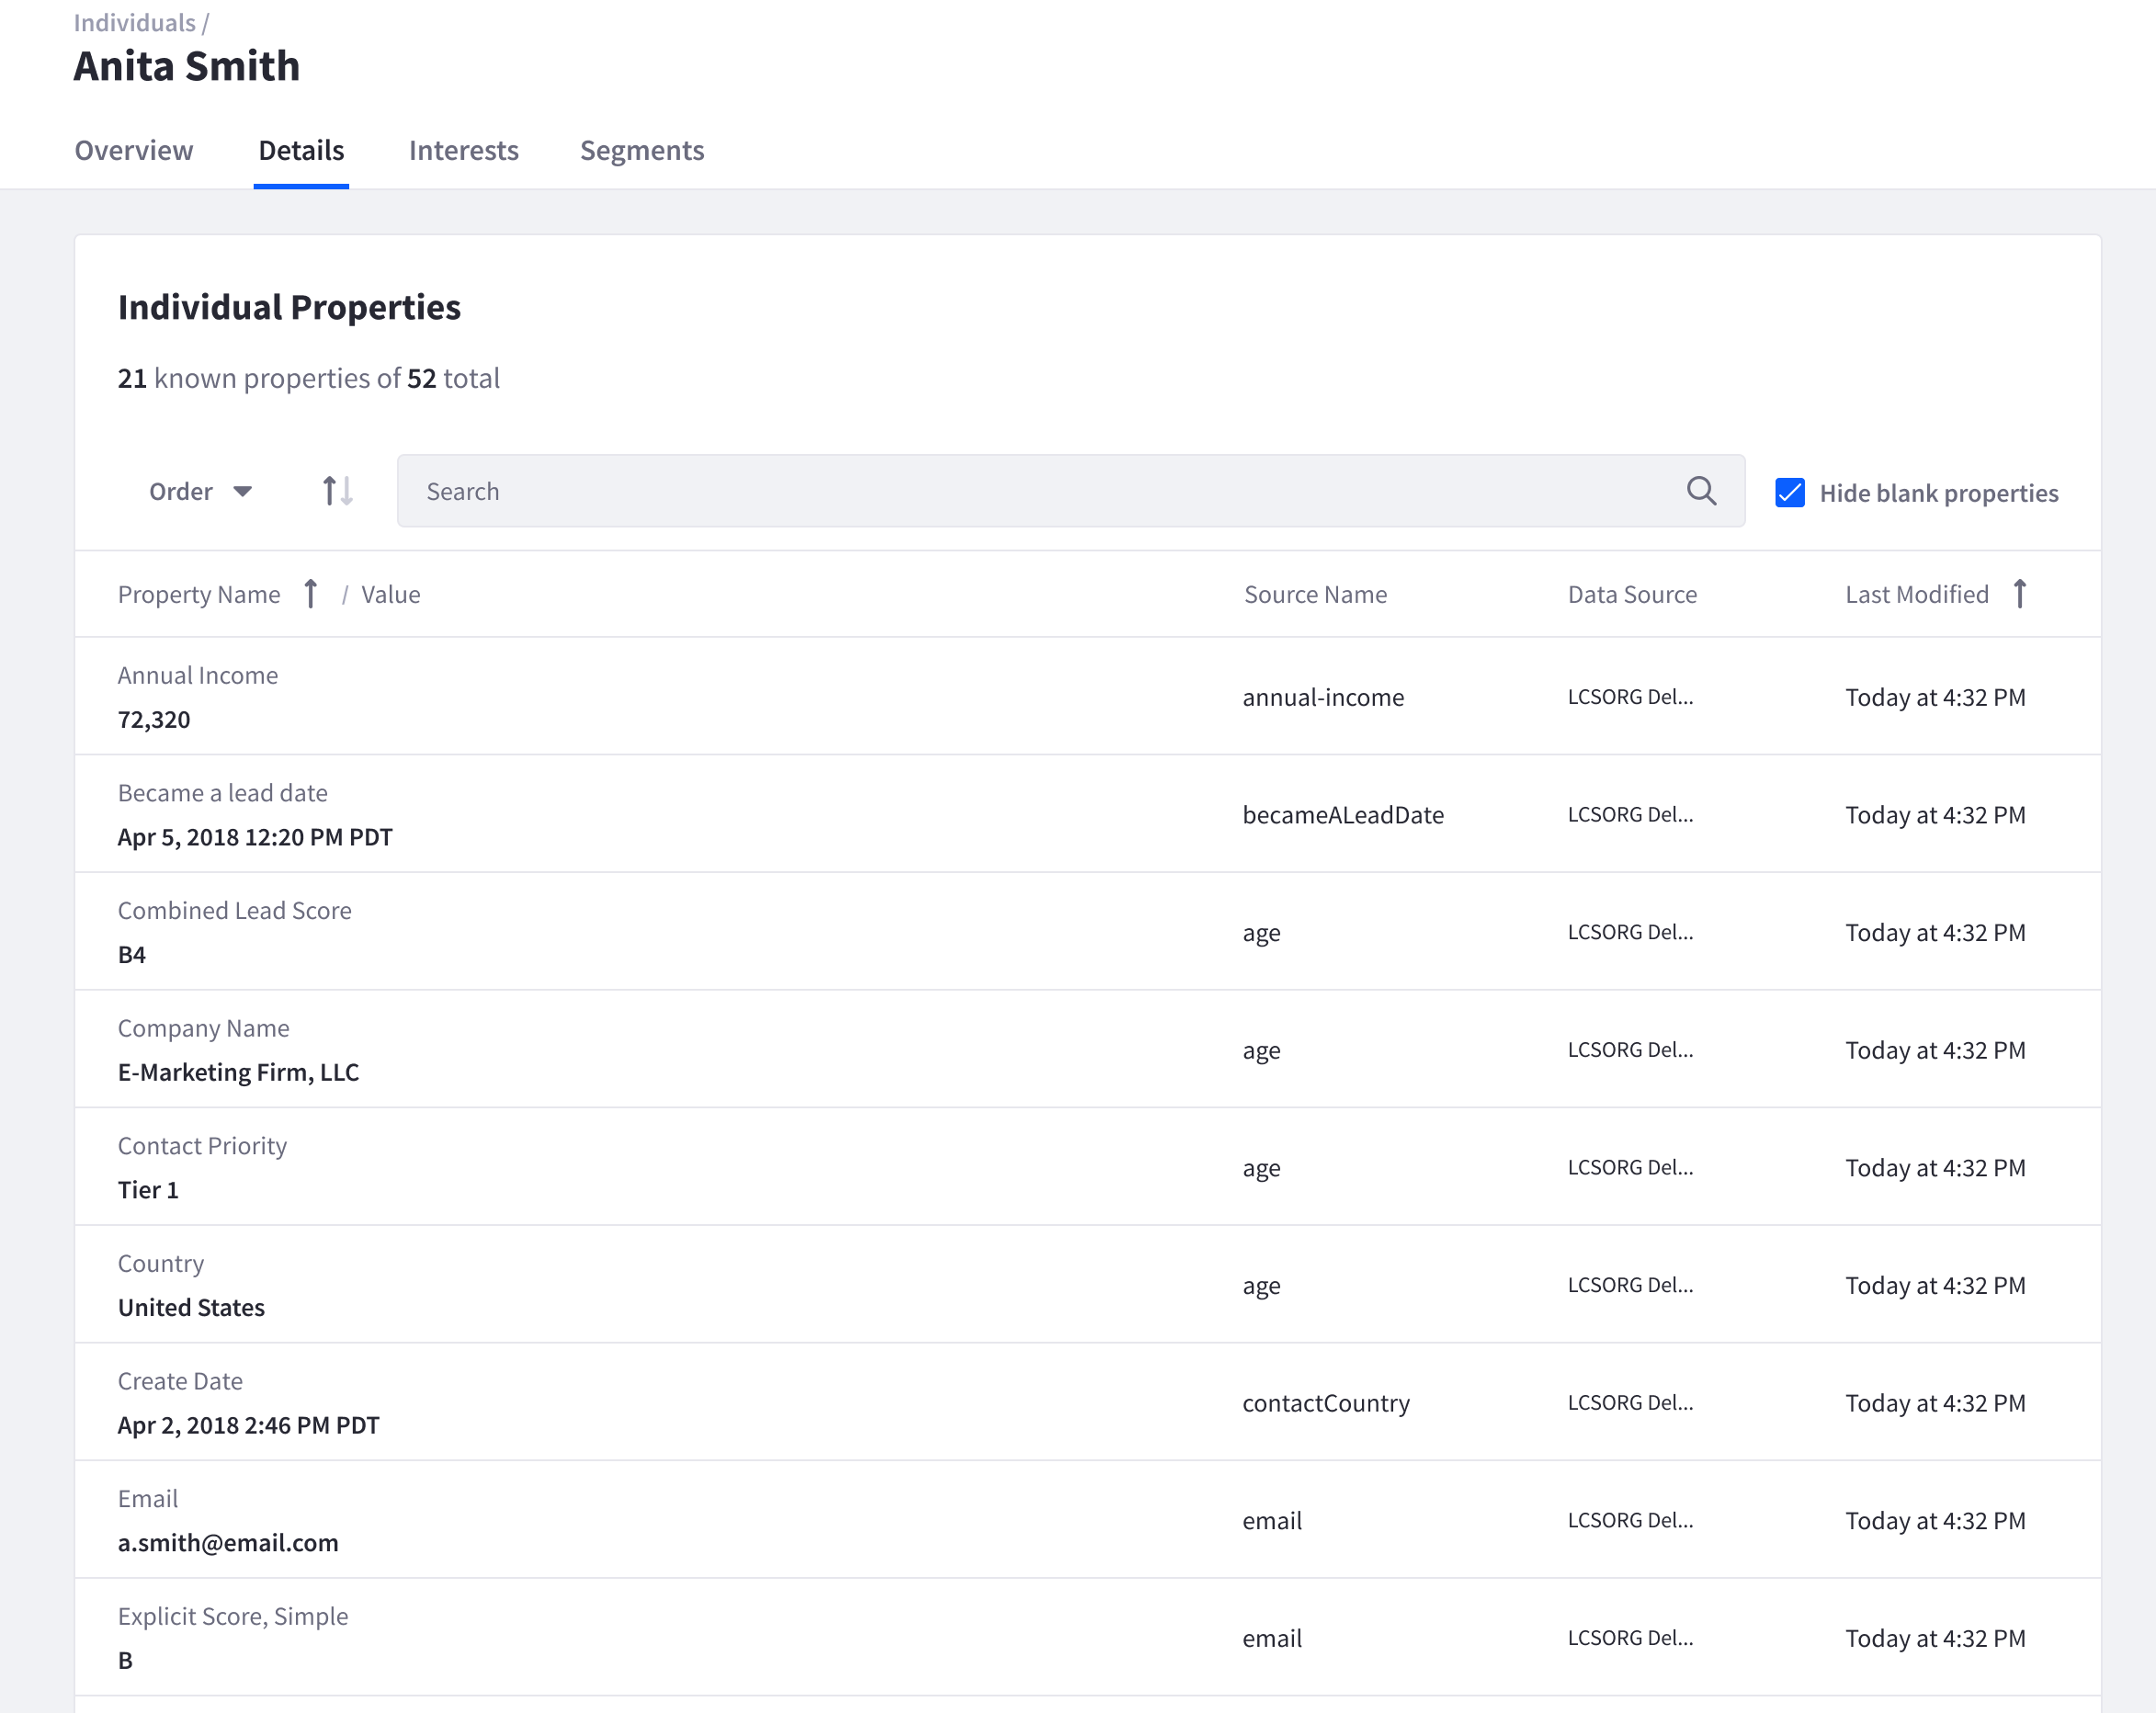 Individuals /
Anita Smith
Overview Details Interests Segments
Individual Properties
21 known properties of 52 total
Order Search Hide blank properties
Property Name / Value Source Name Data Source Last Modified
Annual Income
72,320
annual-income LCSORG Del... Today at 4:32 PM
Became a lead date
Apr 5, 2018 12:20 PM PDT
becameALeadDate LCSORG Del... Today at 4:32 PM
Combined Lead Score
B4
age LCSORG Del... Today at 4:32 PM
Company Name
E-Marketing Firm, LLC
age LCSORG Del... Today at 4:32 PM
Contact Priority
Tier 1
age LCSORG Del... Today at 4:32 PM
Country
United States
age LCSORG Del... Today at 4:32 PM
Create Date
Apr 2, 2018 2:46 PM PDT
contactCountry LCSORG Del... Today at 4:32 PM
Email
a.smith@email.com
email LCSORG Del... Today at 4:32 PM
Explicit Score, Simple
B
email LCSORG Del... Today at 4:32 PM